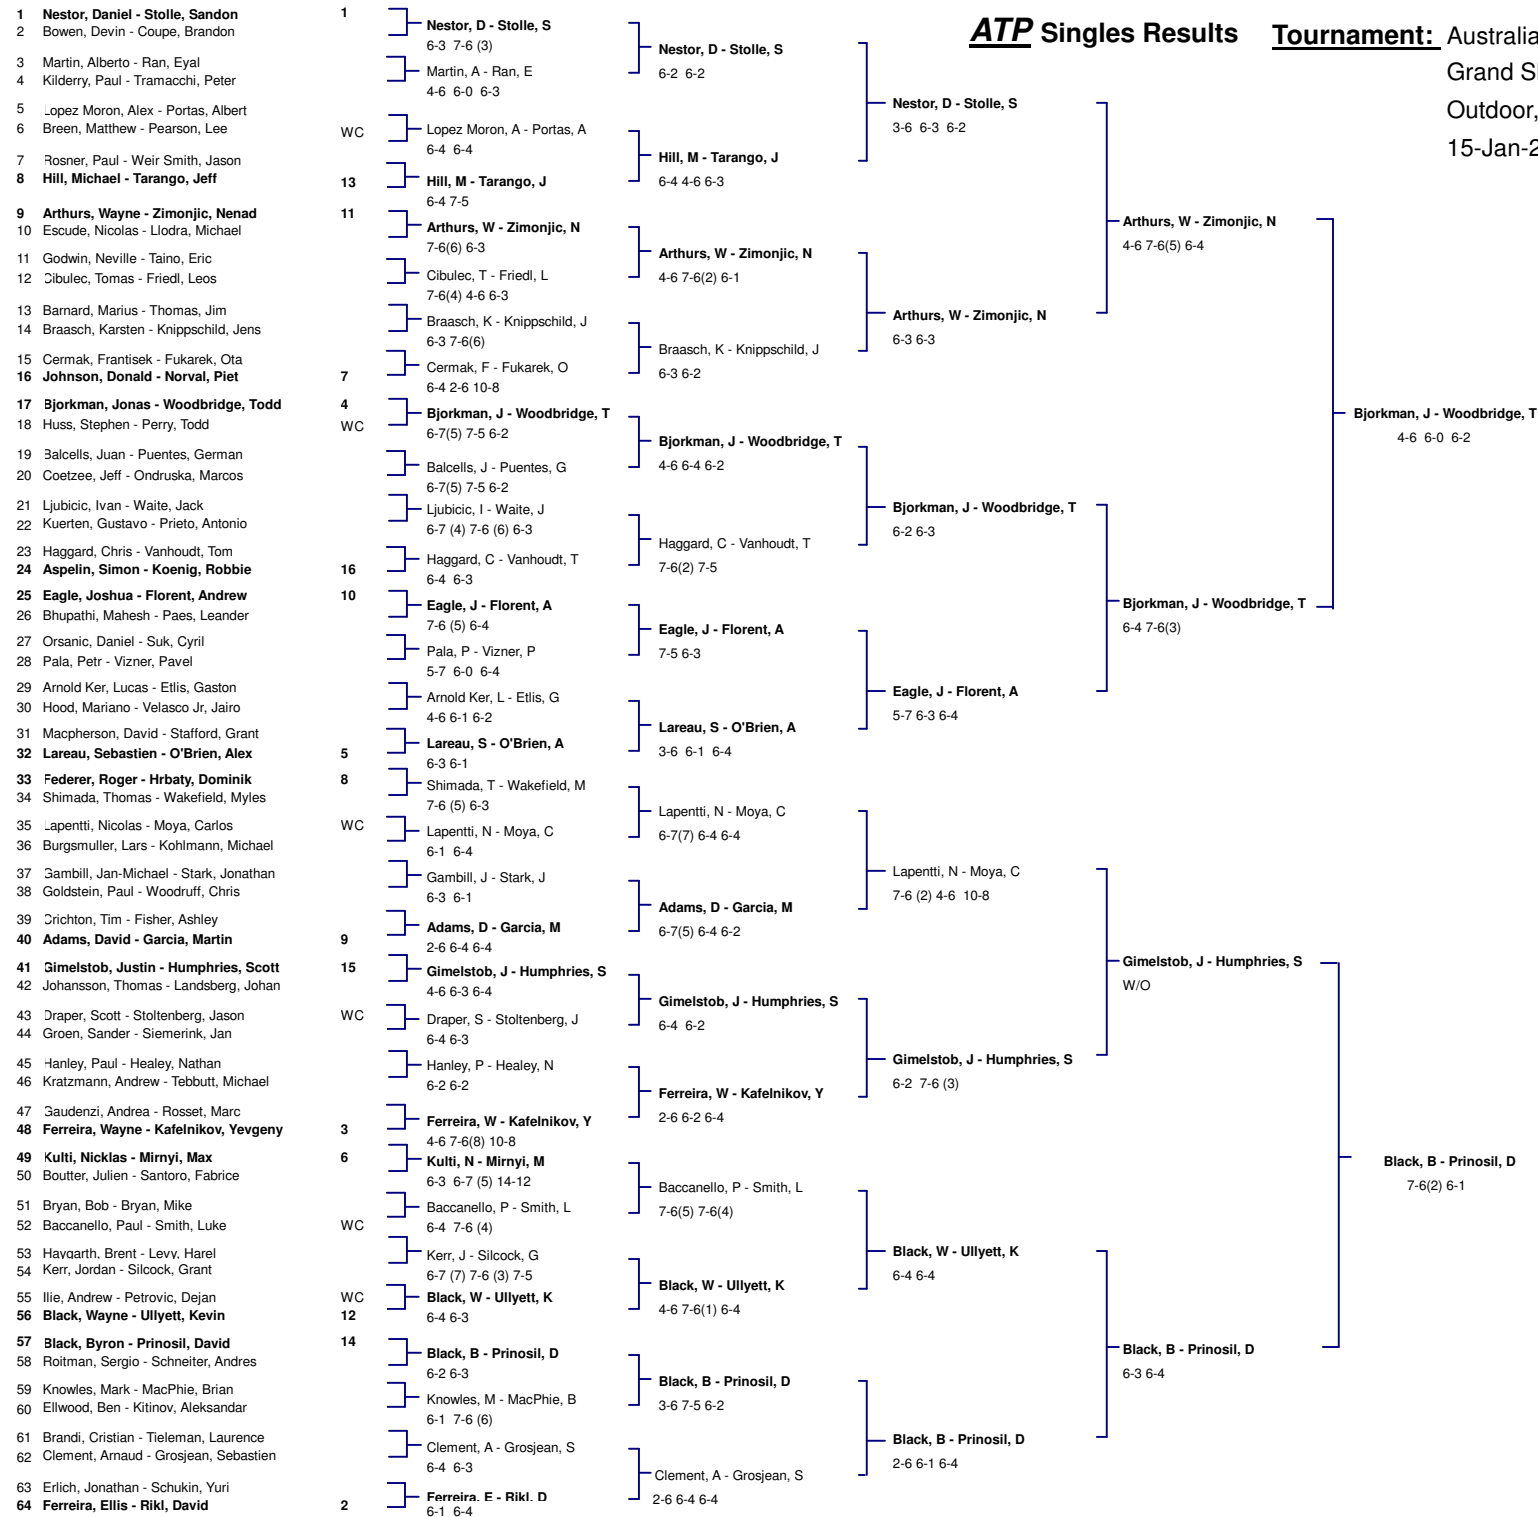 ATP Singles Results Tournament: Australia
Grand Sl
Outdoor,
15-Jan-2
1 Nestor, Daniel - Stolle, Sandon 1
2 Bowen, Devin - Coupe, Brandon
3 Martin, Alberto - Ran, Eyal
4 Kilderry, Paul - Tramacchi, Peter
5 Lopez Moron, Alex - Portas, Albert
6 Breen, Matthew - Pearson, Lee WC
7 Rosner, Paul - Weir Smith, Jason
8 Hill, Michael - Tarango, Jeff 13
9 Arthurs, Wayne - Zimonjic, Nenad 11
10 Escude, Nicolas - Llodra, Michael
11 Godwin, Neville - Taino, Eric
12 Cibulec, Tomas - Friedl, Leos
13 Barnard, Marius - Thomas, Jim
14 Braasch, Karsten - Knippschild, Jens
15 Cermak, Frantisek - Fukarek, Ota
16 Johnson, Donald - Norval, Piet 7
17 Bjorkman, Jonas - Woodbridge, Todd 4
18 Huss, Stephen - Perry, Todd WC
19 Balcells, Juan - Puentes, German
20 Coetzee, Jeff - Ondruska, Marcos
21 Ljubicic, Ivan - Waite, Jack
22 Kuerten, Gustavo - Prieto, Antonio
23 Haggard, Chris - Vanhoudt, Tom
24 Aspelin, Simon - Koenig, Robbie 16
25 Eagle, Joshua - Florent, Andrew 10
26 Bhupathi, Mahesh - Paes, Leander
27 Orsanic, Daniel - Suk, Cyril
28 Pala, Petr - Vizner, Pavel
29 Arnold Ker, Lucas - Etlis, Gaston
30 Hood, Mariano - Velasco Jr, Jairo
31 Macpherson, David - Stafford, Grant
32 Lareau, Sebastien - O'Brien, Alex 5
33 Federer, Roger - Hrbaty, Dominik 8
34 Shimada, Thomas - Wakefield, Myles
35 Lapentti, Nicolas - Moya, Carlos WC
36 Burgsmuller, Lars - Kohlmann, Michael
37 Gambill, Jan-Michael - Stark, Jonathan
38 Goldstein, Paul - Woodruff, Chris
39 Crichton, Tim - Fisher, Ashley
40 Adams, David - Garcia, Martin 9
41 Gimelstob, Justin - Humphries, Scott 15
42 Johansson, Thomas - Landsberg, Johan
43 Draper, Scott - Stoltenberg, Jason WC
44 Groen, Sander - Siemerink, Jan
45 Hanley, Paul - Healey, Nathan
46 Kratzmann, Andrew - Tebbutt, Michael
47 Gaudenzi, Andrea - Rosset, Marc
48 Ferreira, Wayne - Kafelnikov, Yevgeny 3
49 Kulti, Nicklas - Mirnyi, Max 6
50 Boutter, Julien - Santoro, Fabrice
51 Bryan, Bob - Bryan, Mike
52 Baccanello, Paul - Smith, Luke WC
53 Haygarth, Brent - Levy, Harel
54 Kerr, Jordan - Silcock, Grant
55 Ilie, Andrew - Petrovic, Dejan WC
56 Black, Wayne - Ullyett, Kevin 12
57 Black, Byron - Prinosil, David 14
58 Roitman, Sergio - Schneiter, Andres
59 Knowles, Mark - MacPhie, Brian
60 Ellwood, Ben - Kitinov, Aleksandar
61 Brandi, Cristian - Tieleman, Laurence
62 Clement, Arnaud - Grosjean, Sebastien
63 Erlich, Jonathan - Schukin, Yuri
64 Ferreira, Ellis - Rikl, David 2
Nestor, D - Stolle, S
6-3 7-6 (3)
Martin, A - Ran, E
4-6 6-0 6-3
Lopez Moron, A - Portas, A
6-4 6-4
Hill, M - Tarango, J
6-4 7-5
Arthurs, W - Zimonjic, N
7-6(6) 6-3
Cibulec, T - Friedl, L
7-6(4) 4-6 6-3
Braasch, K - Knippschild, J
6-3 7-6(6)
Cermak, F - Fukarek, O
6-4 2-6 10-8
Bjorkman, J - Woodbridge, T
6-7(5) 7-5 6-2
Balcells, J - Puentes, G
6-7(5) 7-5 6-2
Ljubicic, I - Waite, J
6-7 (4) 7-6 (6) 6-3
Haggard, C - Vanhoudt, T
6-4 6-3
Eagle, J - Florent, A
7-6 (5) 6-4
Pala, P - Vizner, P
5-7 6-0 6-4
Arnold Ker, L - Etlis, G
4-6 6-1 6-2
Lareau, S - O'Brien, A
6-3 6-1
Shimada, T - Wakefield, M
7-6 (5) 6-3
Lapentti, N - Moya, C
6-1 6-4
Gambill, J - Stark, J
6-3 6-1
Adams, D - Garcia, M
2-6 6-4 6-4
Gimelstob, J - Humphries, S
4-6 6-3 6-4
Draper, S - Stoltenberg, J
6-4 6-3
Hanley, P - Healey, N
6-2 6-2
Ferreira, W - Kafelnikov, Y
4-6 7-6(8) 10-8
Kulti, N - Mirnyi, M
6-3 6-7 (5) 14-12
Baccanello, P - Smith, L
6-4 7-6 (4)
Kerr, J - Silcock, G
6-7 (7) 7-6 (3) 7-5
Black, W - Ullyett, K
6-4 6-3
Black, B - Prinosil, D
6-2 6-3
Knowles, M - MacPhie, B
6-1 7-6 (6)
Clement, A - Grosjean, S
6-4 6-3
Ferreira, E - Rikl, D
6-1 6-4
Nestor, D - Stolle, S
6-2 6-2
Hill, M - Tarango, J
6-4 4-6 6-3
Arthurs, W - Zimonjic, N
4-6 7-6(2) 6-1
Braasch, K - Knippschild, J
6-3 6-2
Bjorkman, J - Woodbridge, T
4-6 6-4 6-2
Haggard, C - Vanhoudt, T
7-6(2) 7-5
Eagle, J - Florent, A
7-5 6-3
Lareau, S - O'Brien, A
3-6 6-1 6-4
Lapentti, N - Moya, C
6-7(7) 6-4 6-4
Adams, D - Garcia, M
6-7(5) 6-4 6-2
Gimelstob, J - Humphries, S
6-4 6-2
Ferreira, W - Kafelnikov, Y
2-6 6-2 6-4
Baccanello, P - Smith, L
7-6(5) 7-6(4)
Black, W - Ullyett, K
4-6 7-6(1) 6-4
Black, B - Prinosil, D
3-6 7-5 6-2
Clement, A - Grosjean, S
2-6 6-4 6-4
Nestor, D - Stolle, S
3-6 6-3 6-2
Arthurs, W - Zimonjic, N
6-3 6-3
Bjorkman, J - Woodbridge, T
6-2 6-3
Eagle, J - Florent, A
5-7 6-3 6-4
Lapentti, N - Moya, C
7-6 (2) 4-6 10-8
Gimelstob, J - Humphries, S
6-2 7-6 (3)
Black, W - Ullyett, K
6-4 6-4
Black, B - Prinosil, D
2-6 6-1 6-4
Arthurs, W - Zimonjic, N
4-6 7-6(5) 6-4
Bjorkman, J - Woodbridge, T
6-4 7-6(3)
Gimelstob, J - Humphries, S
W/O
Black, B - Prinosil, D
6-3 6-4
Bjorkman, J - Woodbridge, T
4-6 6-0 6-2
Black, B - Prinosil, D
7-6(2) 6-1